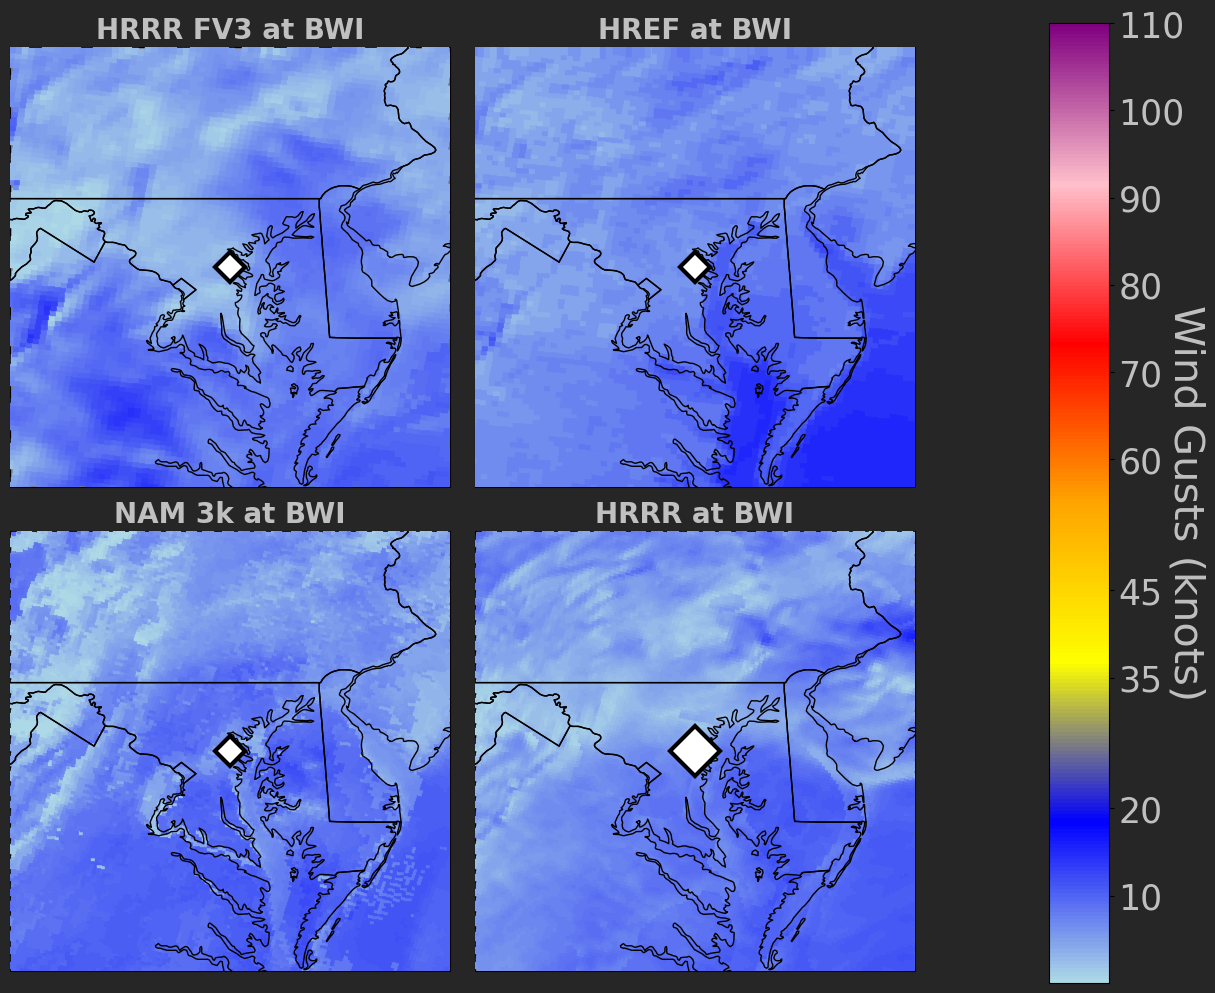 HRRR FV3 at BWI
HREF at BWI
NAM 3k at BWI
HRRR at BWI
110
100
90
80
70
60
45
35
20
10
Wind Gusts (knots)